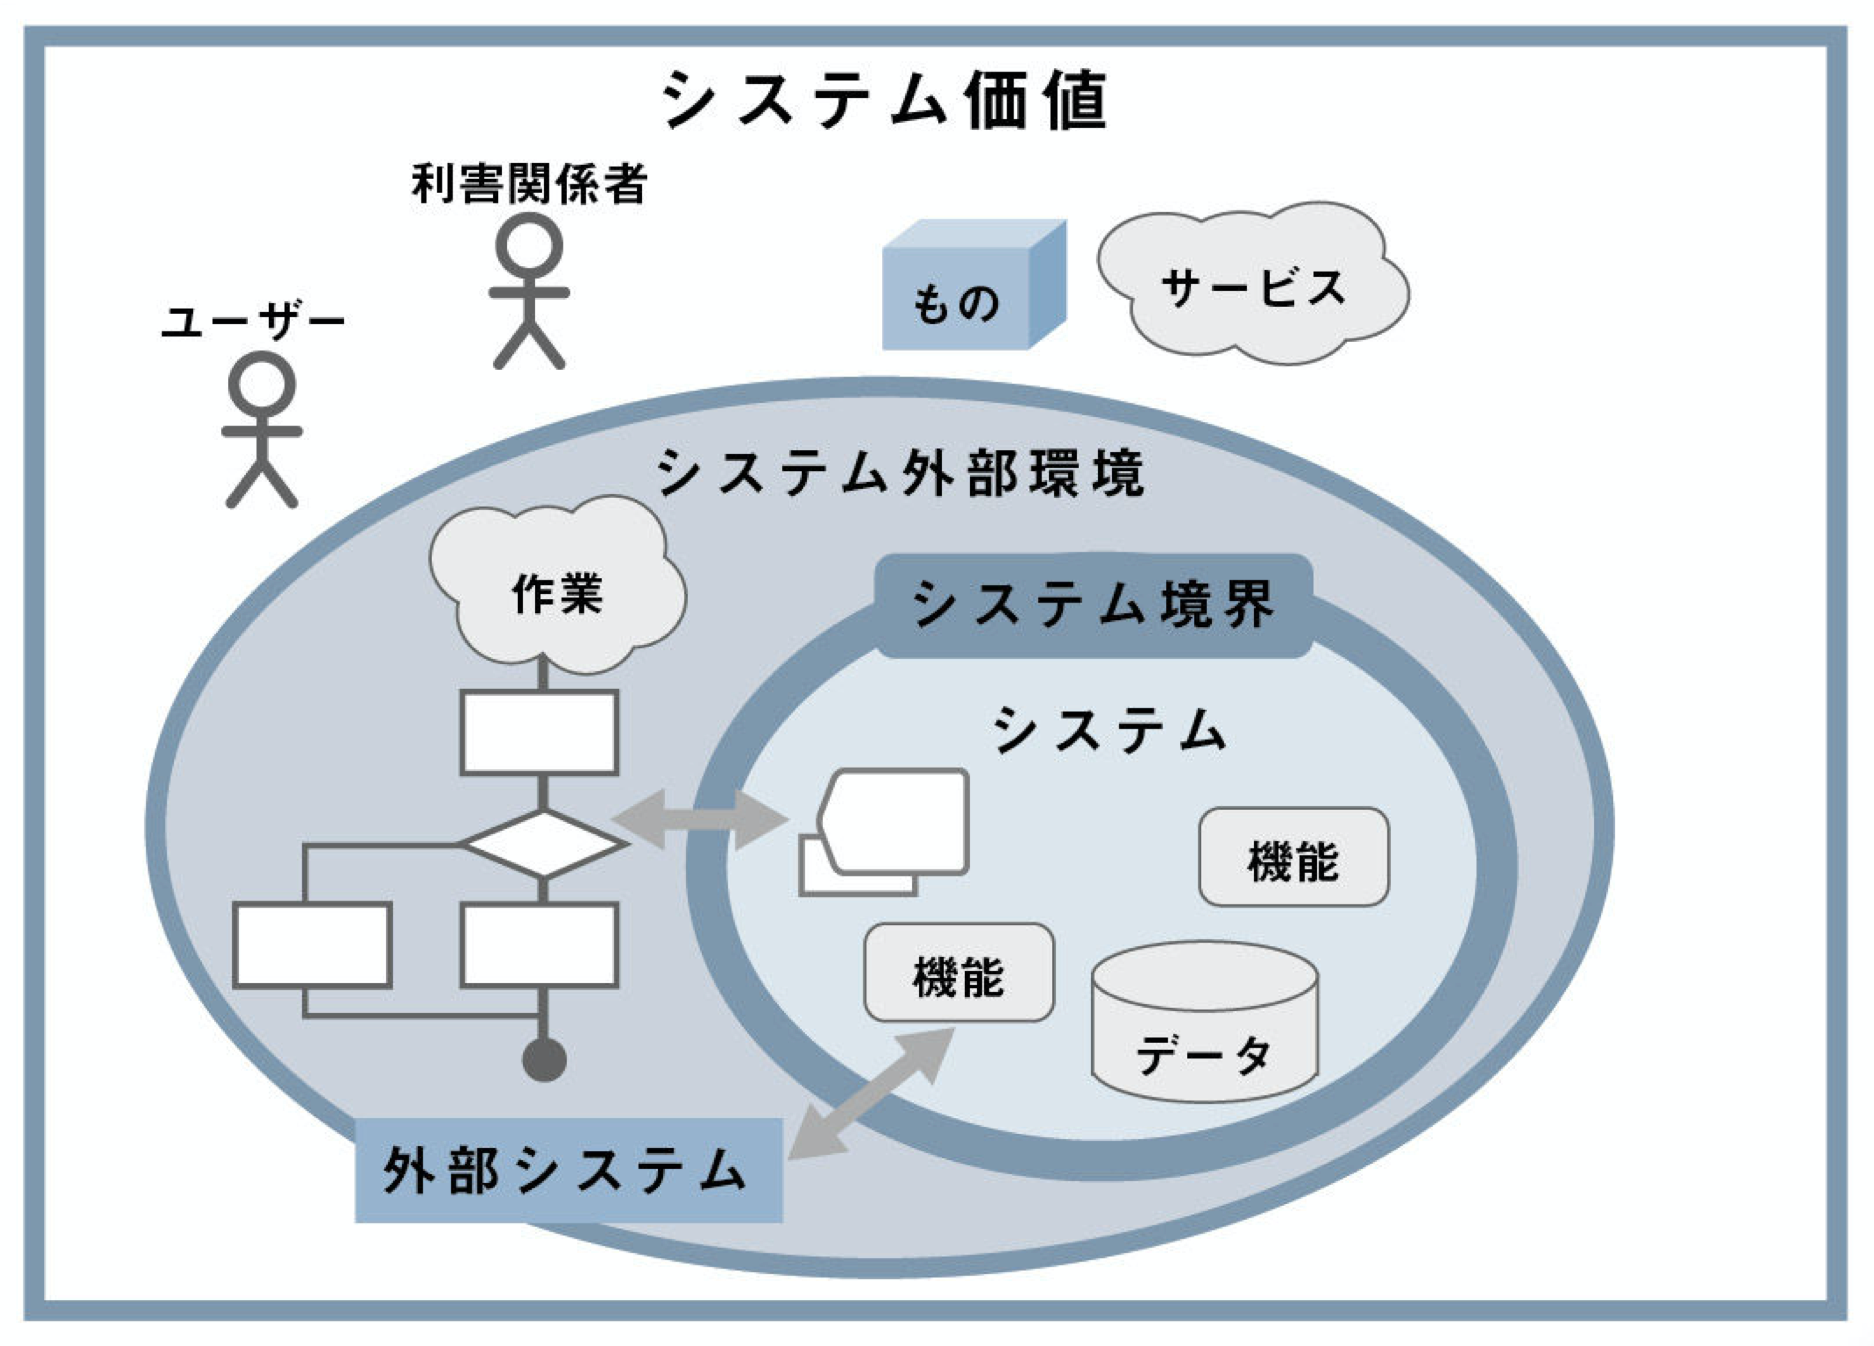 システム価値
利害関係者
ユーザー
もの
サービス
システム外部環境
作業
システム境界
システム
機能
機能
データ
外部システム